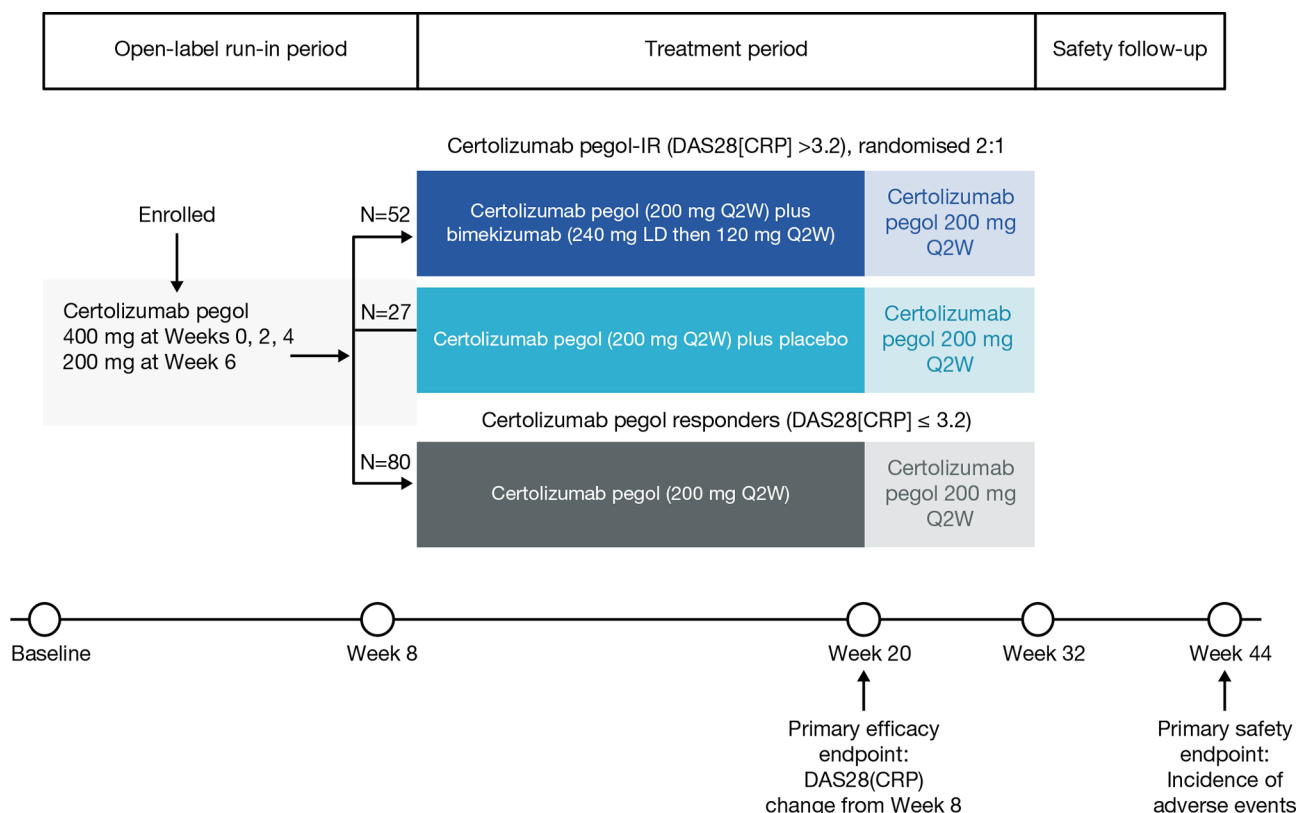 Open-label run-in period
Treatment period
Safety follow-up
Certolizumab pegol-IR (DAS28[CRP] >3.2), randomised 2:1
Enrolled
N=52
Certolizumab pegol (200 mg Q2W) plus
bimekizumab (240 mg LD then 120 mg Q2W)
Certolizumab
pegol 200 mg
Q2W
Certolizumab pegol
400 mg at Weeks 0, 2, 4
200 mg at Week 6
N=27
Certolizumab pegol (200 mg Q2W) plus placebo
Certolizumab
pegol 200 mg
Q2W
Certolizumab pegol responders (DAS28[CRP] ≤ 3.2)
N=80
Certolizumab pegol (200 mg Q2W)
Certolizumab
pegol 200 mg
Q2W
Baseline
Week 8
Week 20
Week 32
Week 44
Primary efficacy
endpoint:
DAS28(CRP)
change from Week 8
Primary safety
endpoint:
Incidence of
adverse events